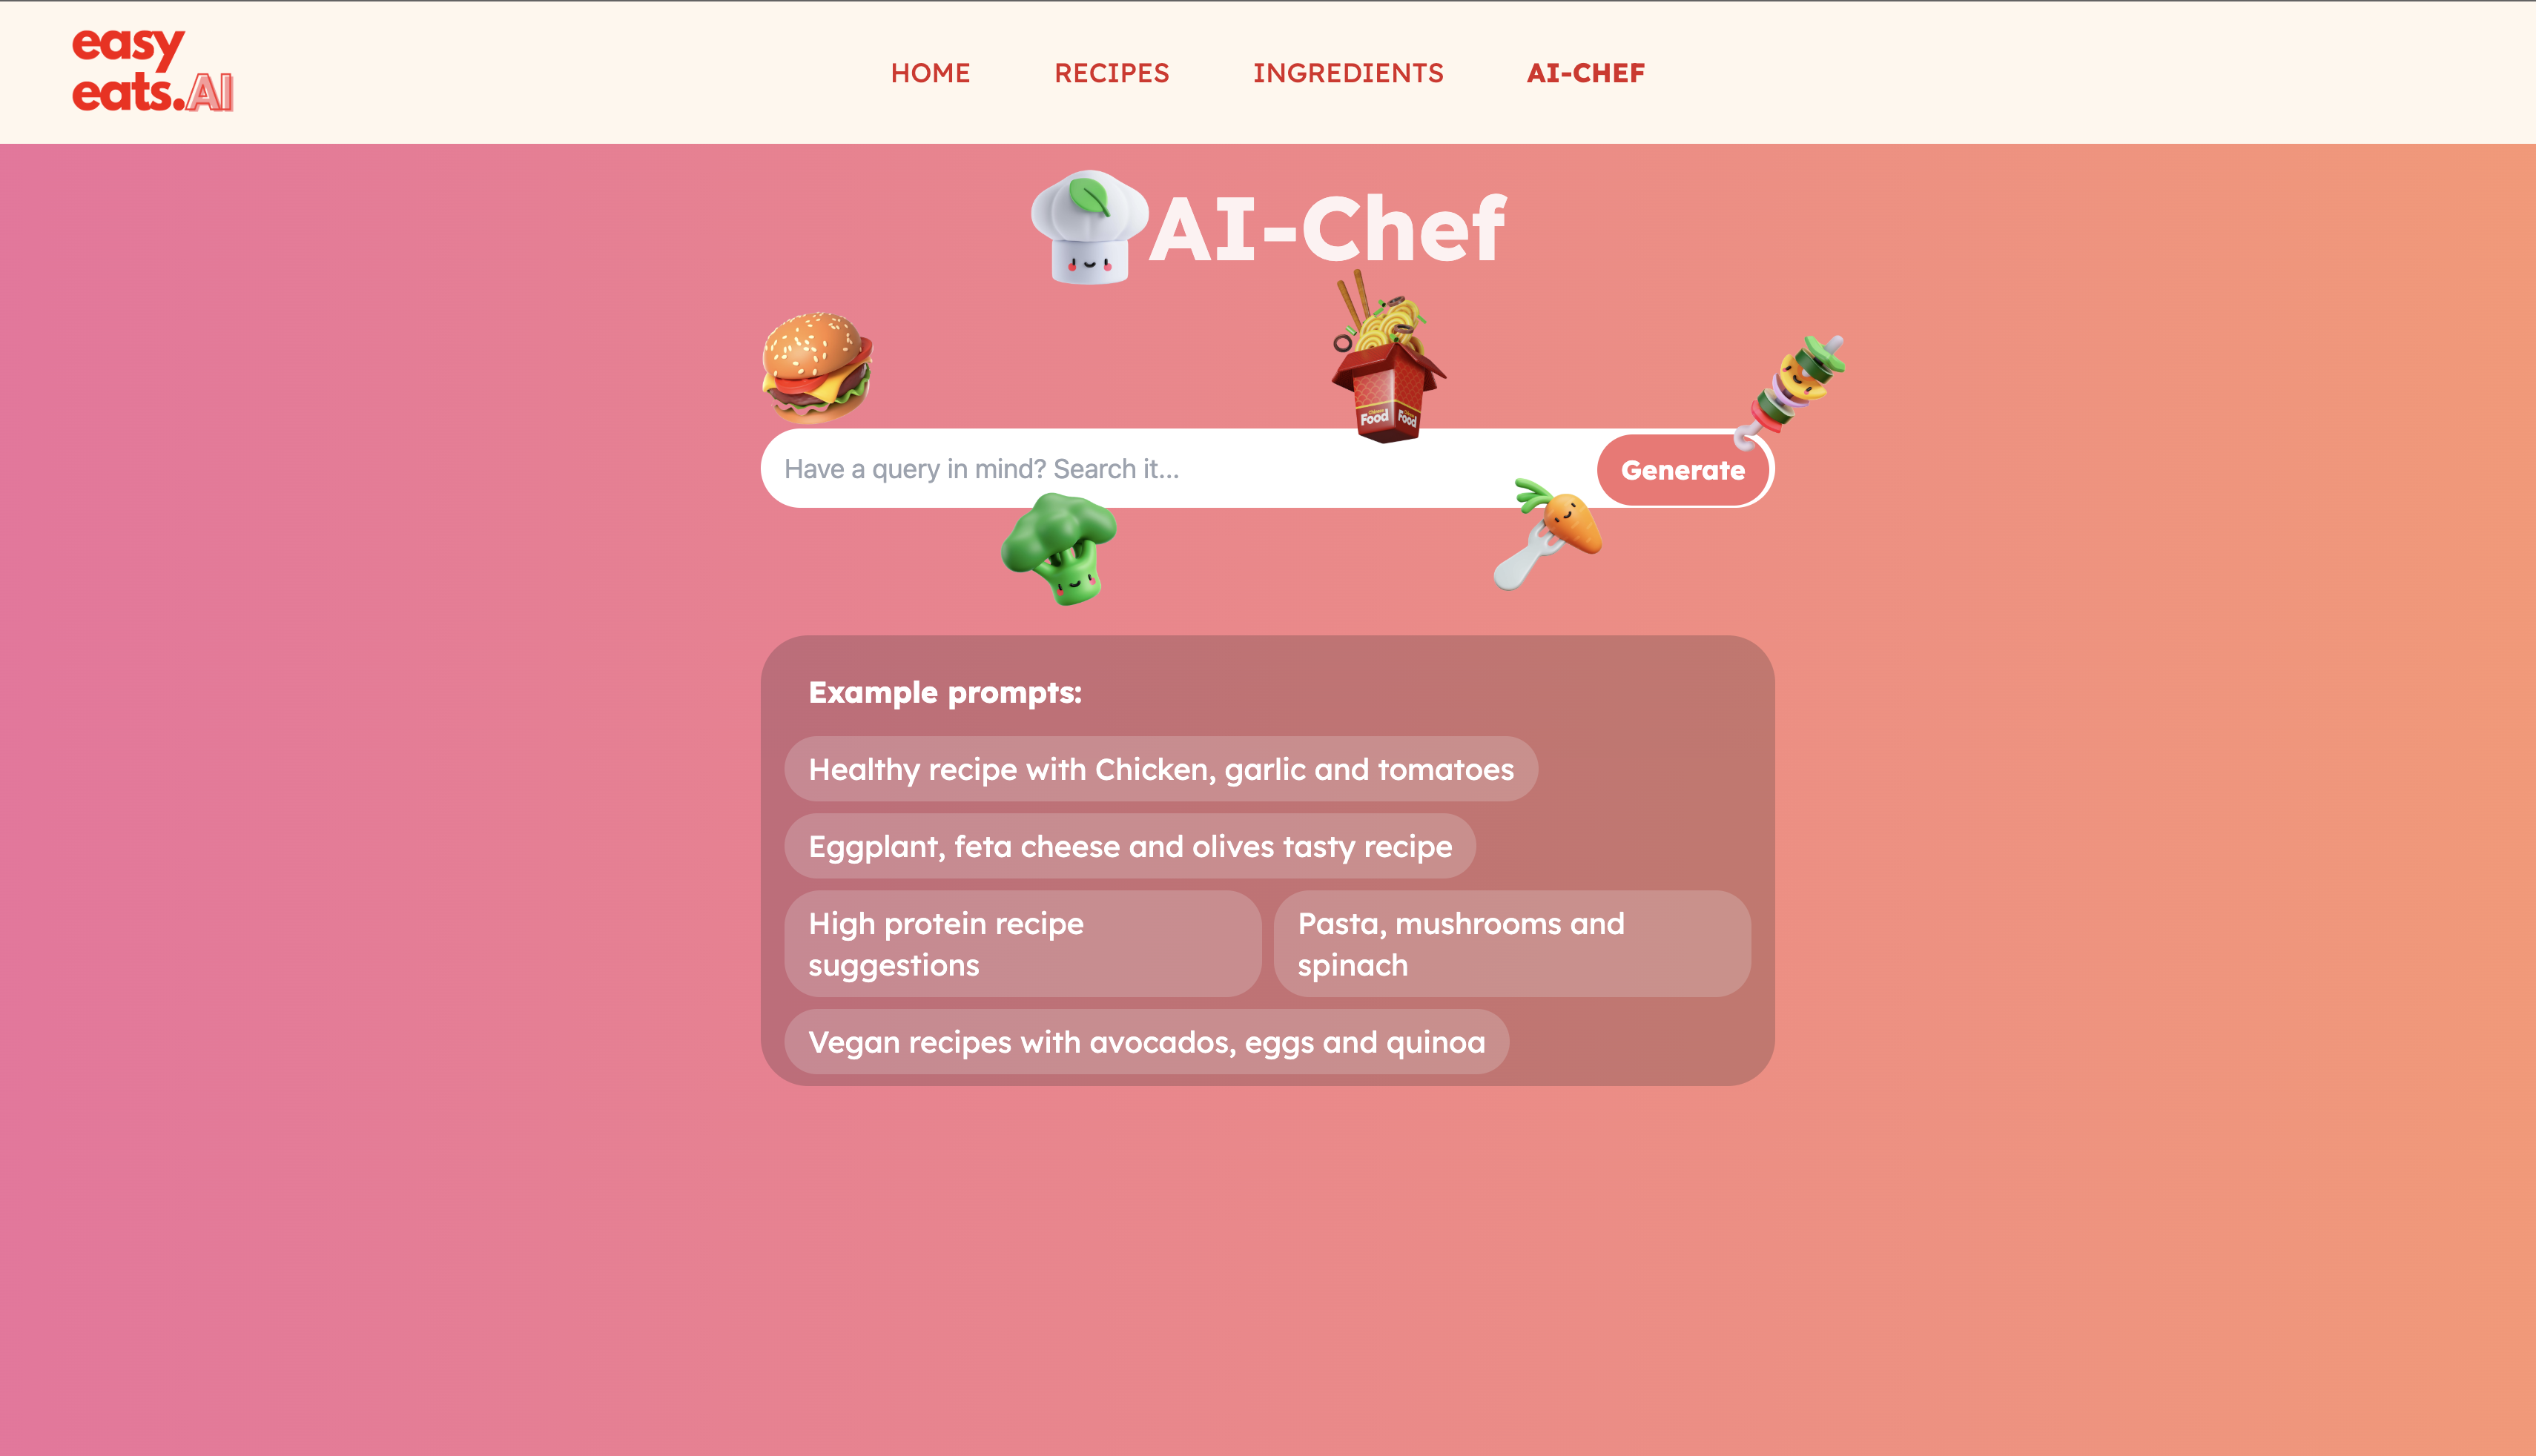 easy
eats.AI
HOME RECIPES INGREDIENTS AI-CHEF
AI-Chef
Food Food
Have a query in mind? Search it...
Generate
Example prompts:
Healthy recipe with Chicken, garlic and tomatoes
Eggplant, feta cheese and olives tasty recipe
High protein recipe
suggestions
Pasta, mushrooms and
spinach
Vegan recipes with avocados, eggs and quinoa